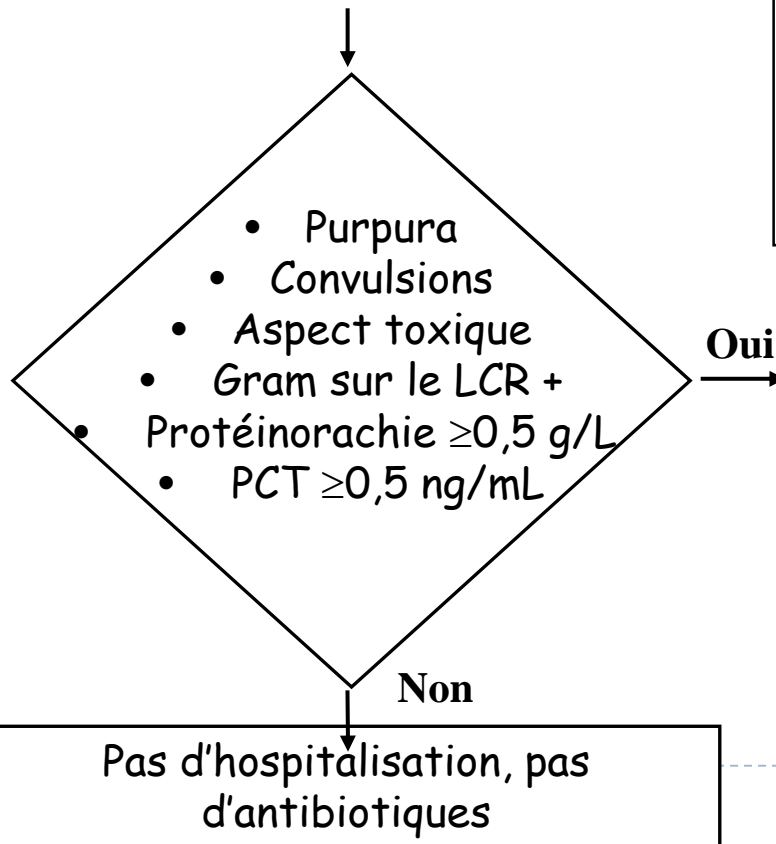 • Purpura
• Convulsions
• Aspect toxique
• Gram sur le LCR +
• Protéinorachie ≥0,5 g/L
• PCT ≥0,5 ng/mL
Oui
Non
Pas d'hospitalisation, pas
d'antibiotiques